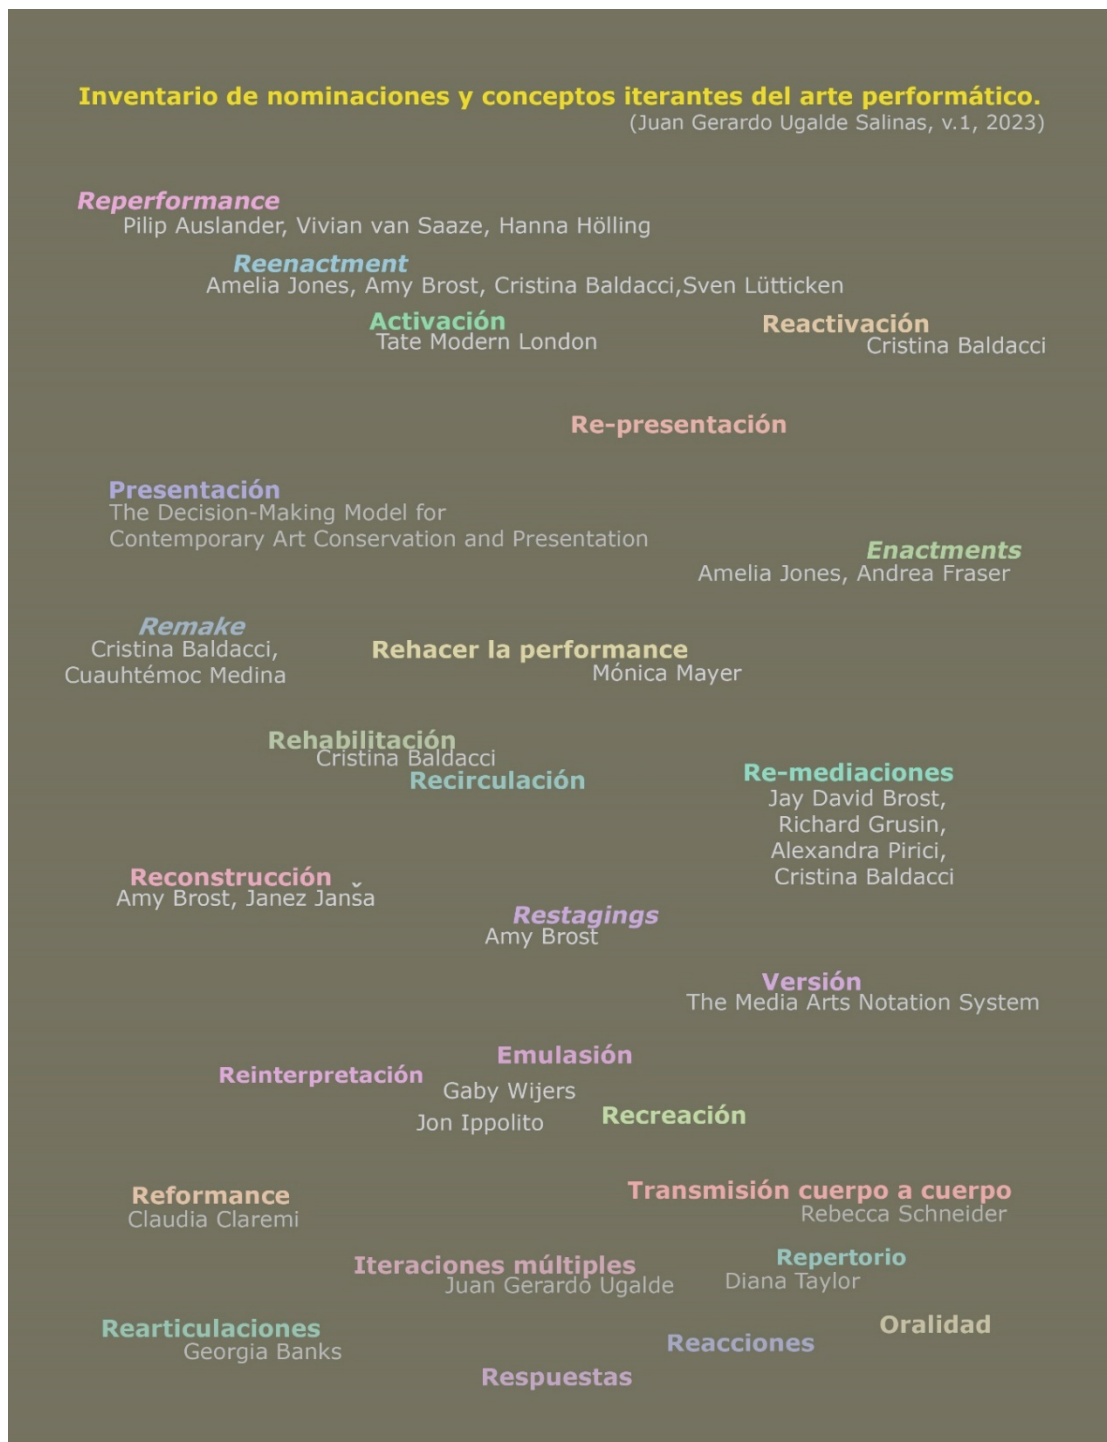 Inventario de nominaciones y conceptos iterantes del arte performático.
(Juan Gerardo Ugalde Salinas, v.1, 2023)
Reperformance
Pilip Auslander, Vivian van Saaze, Hanna Hölling
Reenactment
Amelia Jones, Amy Brost, Cristina Baldacci,Sven Lütticken
Activación
Tate Modern London
Reactivación
Cristina Baldacci
Re-presentación
Presentación
The Decision-Making Model for
Contemporary Art Conservation and Presentation
Enactments
Amelia Jones, Andrea Fraser
Remake
Cristina Baldacci,
Cuauhtémoc Medina
Rehacer la performance
Mónica Mayer
Rehabilitación
Cristina Baldacci
Recirculación
Re-mediaciones
Jay David Brost,
Richard Grusin,
Alexandra Pirici,
Cristina Baldacci
Reconstrucción
Amy Brost, Janez Janša
Restagings
Amy Brost
Versión
The Media Arts Notation System
Emulasión
Reinterpretación
Gaby Wijers
Jon Ippolito
Recreación
Reformance
Claudia Claremi
Transmisión cuerpo a cuerpo
Rebecca Schneider
Iteraciones múltiples
Juan Gerardo Ugalde
Repertorio
Diana Taylor
Rearticulaciones
Georgia Banks
Oralidad
Reacciones
Respuestas